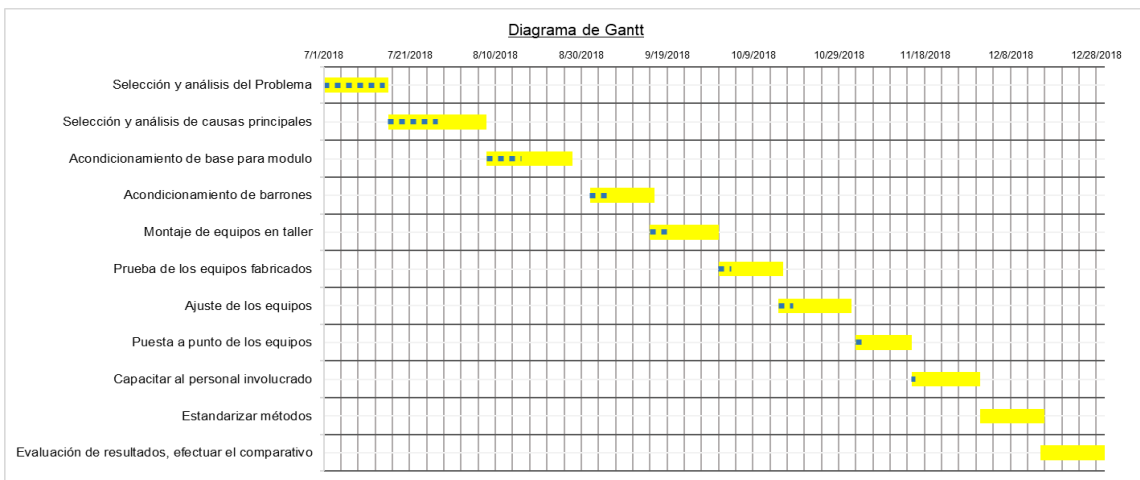 Diagrama de Gantt
7/1/2018 7/21/2018 8/10/2018 8/30/2018 9/19/2018 10/9/2018 10/29/2018 11/18/2018 12/8/2018 12/28/2018
Selección y análisis del Problema
Selección y análisis de causas principales
Acondicionamiento de base para modulo
Acondicionamiento de barrones
Montaje de equipos en taller
Prueba de los equipos fabricados
Ajuste de los equipos
Puesta a punto de los equipos
Capacitar al personal involucrado
Estandarizar métodos
Evaluación de resultados, efectuar el comparativo